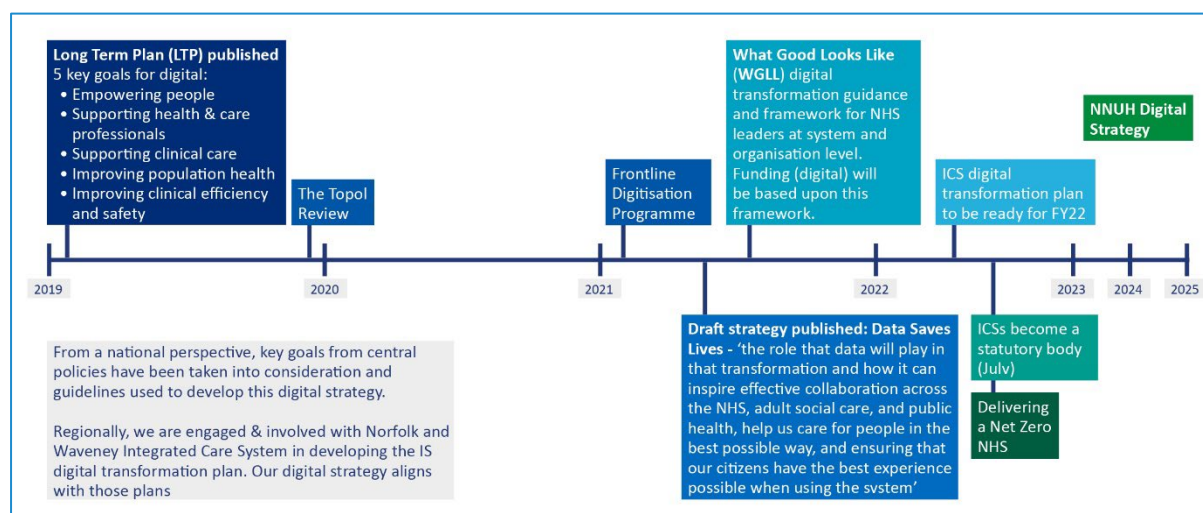 Long Term Plan (LTP) published
5 key goals for digital:
• Empowering people
• Supporting health & care
professionals
• Supporting clinical care
• Improving population health
• Improving clinical efficiency
and safety
The Topol
Review
Frontline
Digitisation
Programme
What Good Looks Like
(WGLL) digital
transformation guidance
and framework for NHS
leaders at system and
organisation level.
Funding (digital) will
be based upon this
framework.
ICS digital
transformation plan
to be ready for FY22
NNUH Digital
Strategy
2019
2020
2021
2022
2023
2024
2025
From a national perspective, key goals from central
policies have been taken into consideration and
guidelines used to develop this digital strategy.
Regionally, we are engaged & involved with Norfolk and
Waveney Integrated Care System in developing the IS
digital transformation plan. Our digital strategy aligns
with those plans
Draft strategy published: Data Saves
Lives - ‘the role that data will play in
that transformation and how it can
inspire effective collaboration across
the NHS, adult social care, and public
health, help us care for people in the
best possible way, and ensuring that
our citizens have the best experience
possible when using the system’
ICSs become a
statutory body
(July)
Delivering
a Net Zero
NHS